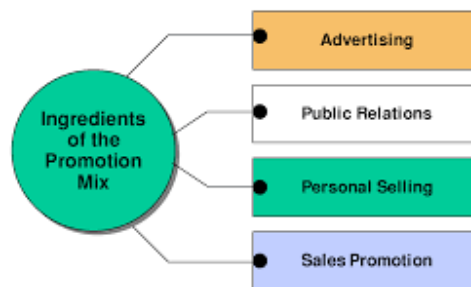 Ingredients
of the
Promotion
Mix
Advertising
Public Relations
Personal Selling
Sales Promotion